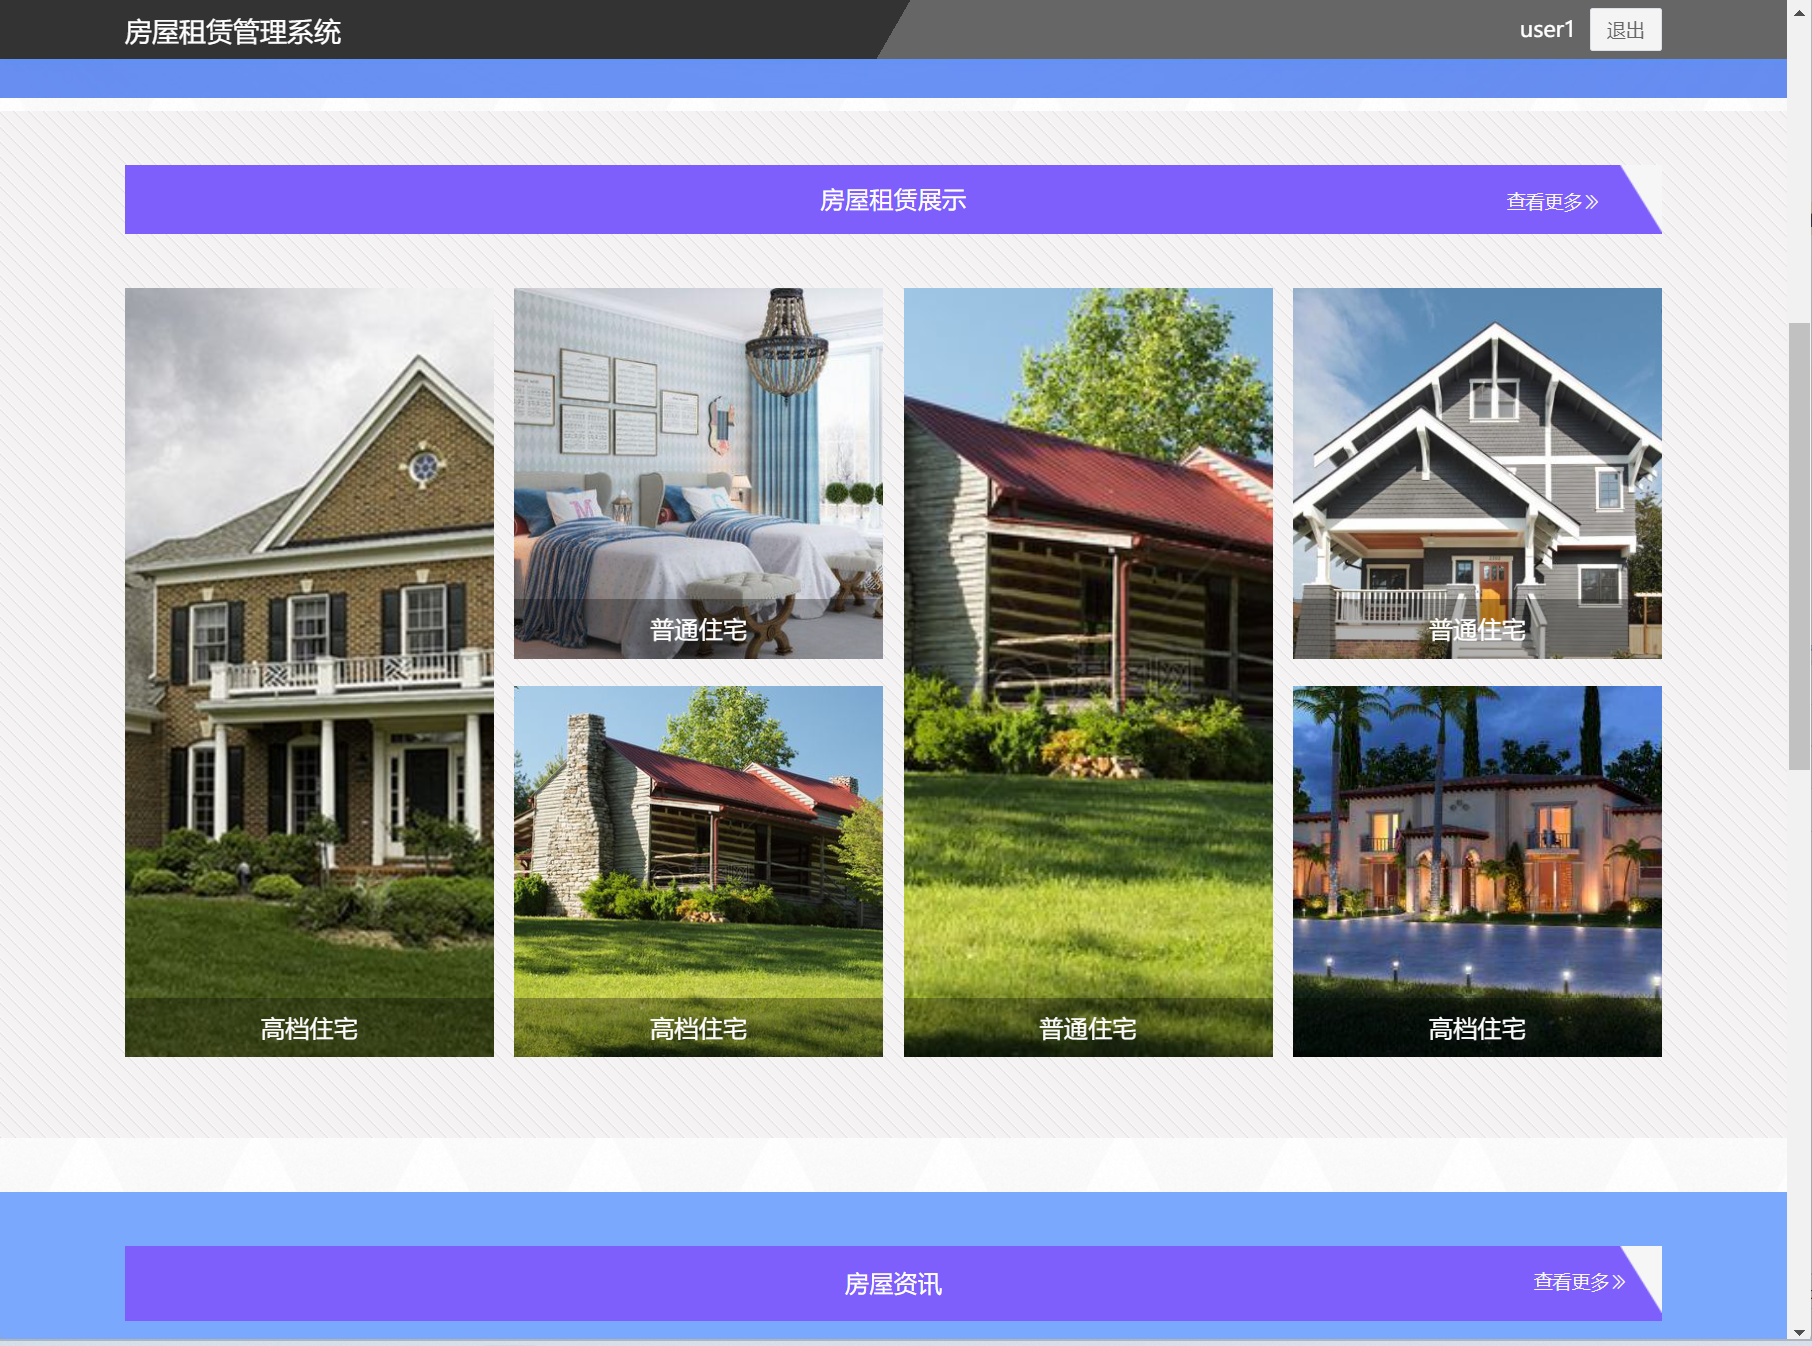 房屋租赁管理系统
user1 退出
房屋租赁展示
查看更多
普通住宅
普通住宅
高档住宅
高档住宅
普通住宅
高档住宅
房屋资讯
查看更多